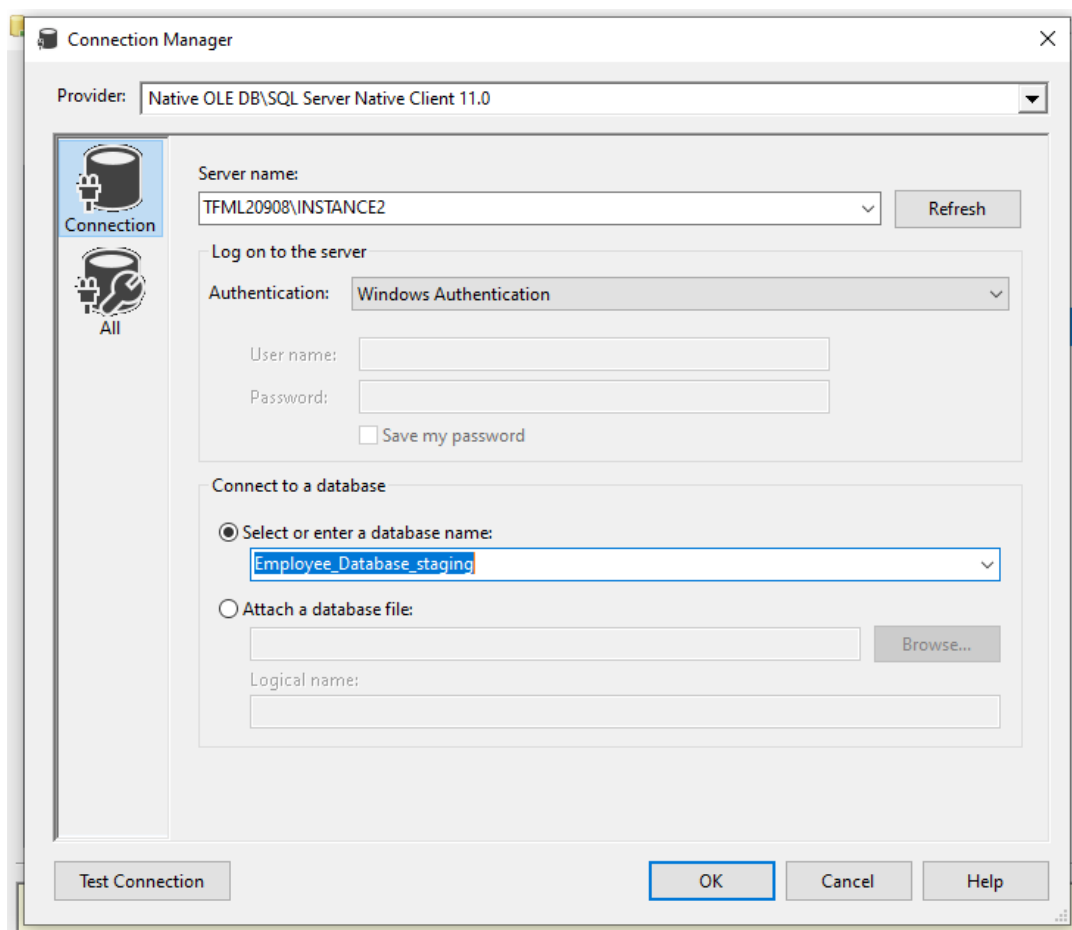 Connection Manager
Provider: Native OLE DB\SQL Server Native Client 11.0
Connection
All
Server name:
TFML20908\INSTANCE2
Refresh
Log on to the server
Authentication: Windows Authentication
User name:
Password:
Save my password
Connect to a database
Select or enter a database name:
Employee_Database_staging
Attach a database file:
Browse...
Logical name:
Test Connection
OK
Cancel
Help